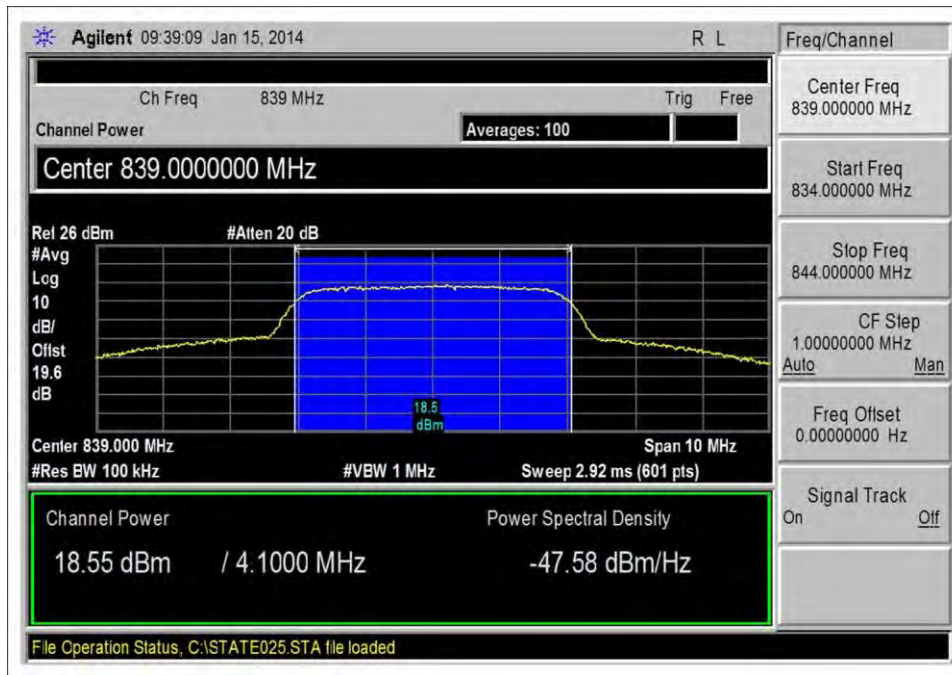 Agilent 09:39:09 Jan 15, 2014 R L
Ch Freq 839 MHz Trig Free
Channel Power Averages: 100
Center 839.0000000 MHz
Ref 26 dBm #Atten 20 dB
#Avg
Log
10
dB/
Offst
19.6
dB
18.5
dBm
Center 839.000 MHz Span 10 MHz
#Res BW 100 kHz #VBW 1 MHz Sweep 2.92 ms (601 pts)
Channel Power Power Spectral Density
18.55 dBm / 4.1000 MHz -47.58 dBm/Hz
File Operation Status, C:\STATE025.STA file loaded
Freq/Channel
Center Freq
839.000000 MHz
Start Freq
834.000000 MHz
Stop Freq
844.000000 MHz
CF Step
1.00000000 MHz
Auto Man
Freq Offset
0.00000000 Hz
Signal Track
On Off